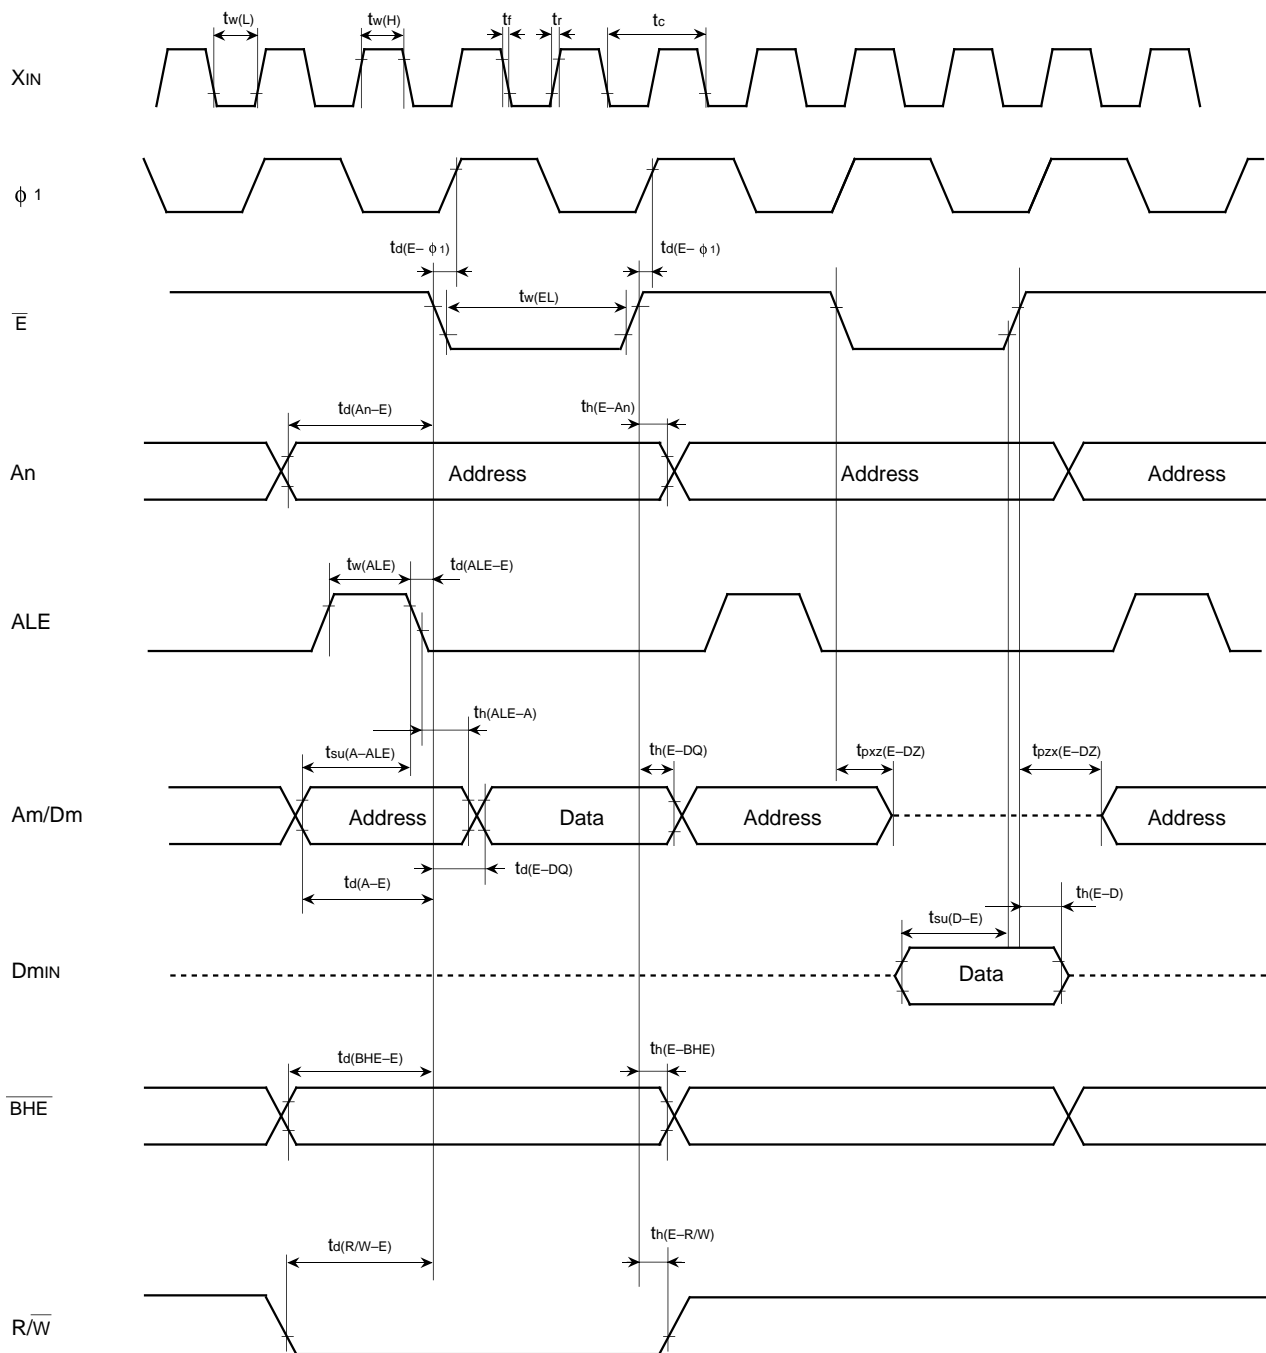 tw(L) tw(H) tf tr tc
XIN
ϕ 1
td(E– ϕ 1) td(E– ϕ 1)
tw(EL)
E
td(An–E) th(E–An)
An Address Address Address
tw(ALE) td(ALE–E)
ALE
th(ALE–A)
tsu(A–ALE) th(E–DQ) tpxz(E–DZ) tpzx(E–DZ)
Am/Dm Address Data Address Address
td(E–DQ)
td(A–E)
th(E–D)
tsu(D–E)
DmIN Data
th(E–BHE)
td(BHE–E)
BHE
th(E–R/W)
td(R/W–E)
R/W